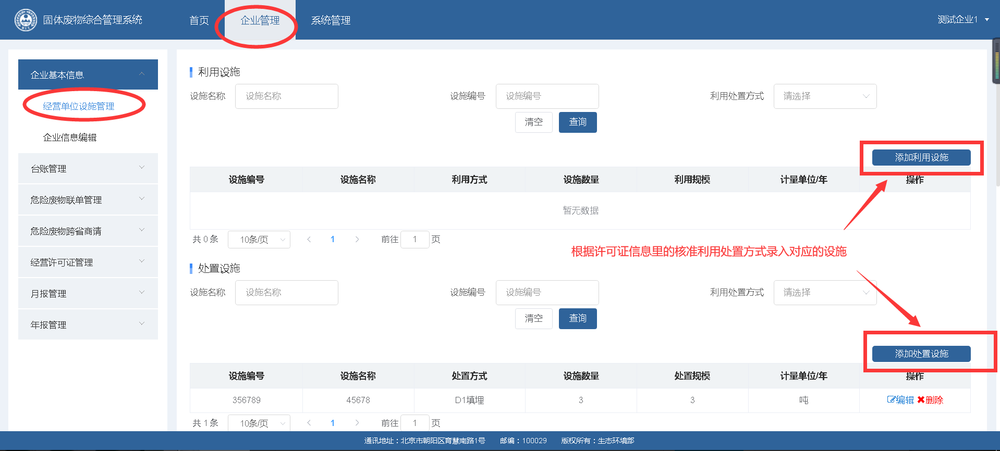 固体废物综合管理系统 首页 企业管理 系统管理 测试企业1
企业基本信息
经营单位设施管理
企业信息编辑
台账管理
危险废物联单管理
危险废物跨省商请
经营许可证管理
月报管理
年报管理
利用设施
设施名称 设施名称 设施编号 设施编号 利用处置方式 请选择
清空 查询
添加利用设施
设施编号 设施名称 利用方式 设施数量 利用规模 计量单位/年 操作
暂无数据
共 0 条 10条/页 1 前往 1 页
根据许可证信息里的核准利用处置方式录入对应的设施
处置设施
设施名称 设施名称 设施编号 设施编号 利用处置方式 请选择
清空 查询
添加处置设施
设施编号 设施名称 处置方式 设施数量 处置规模 计量单位/年 操作
356789 45678 D1填埋 3 3 吨 编辑 删除
共 1 条 10条/页 1 前往 1 页
通讯地址：北京市朝阳区育慧南路1号 邮编：100029 版权所有：生态环境部